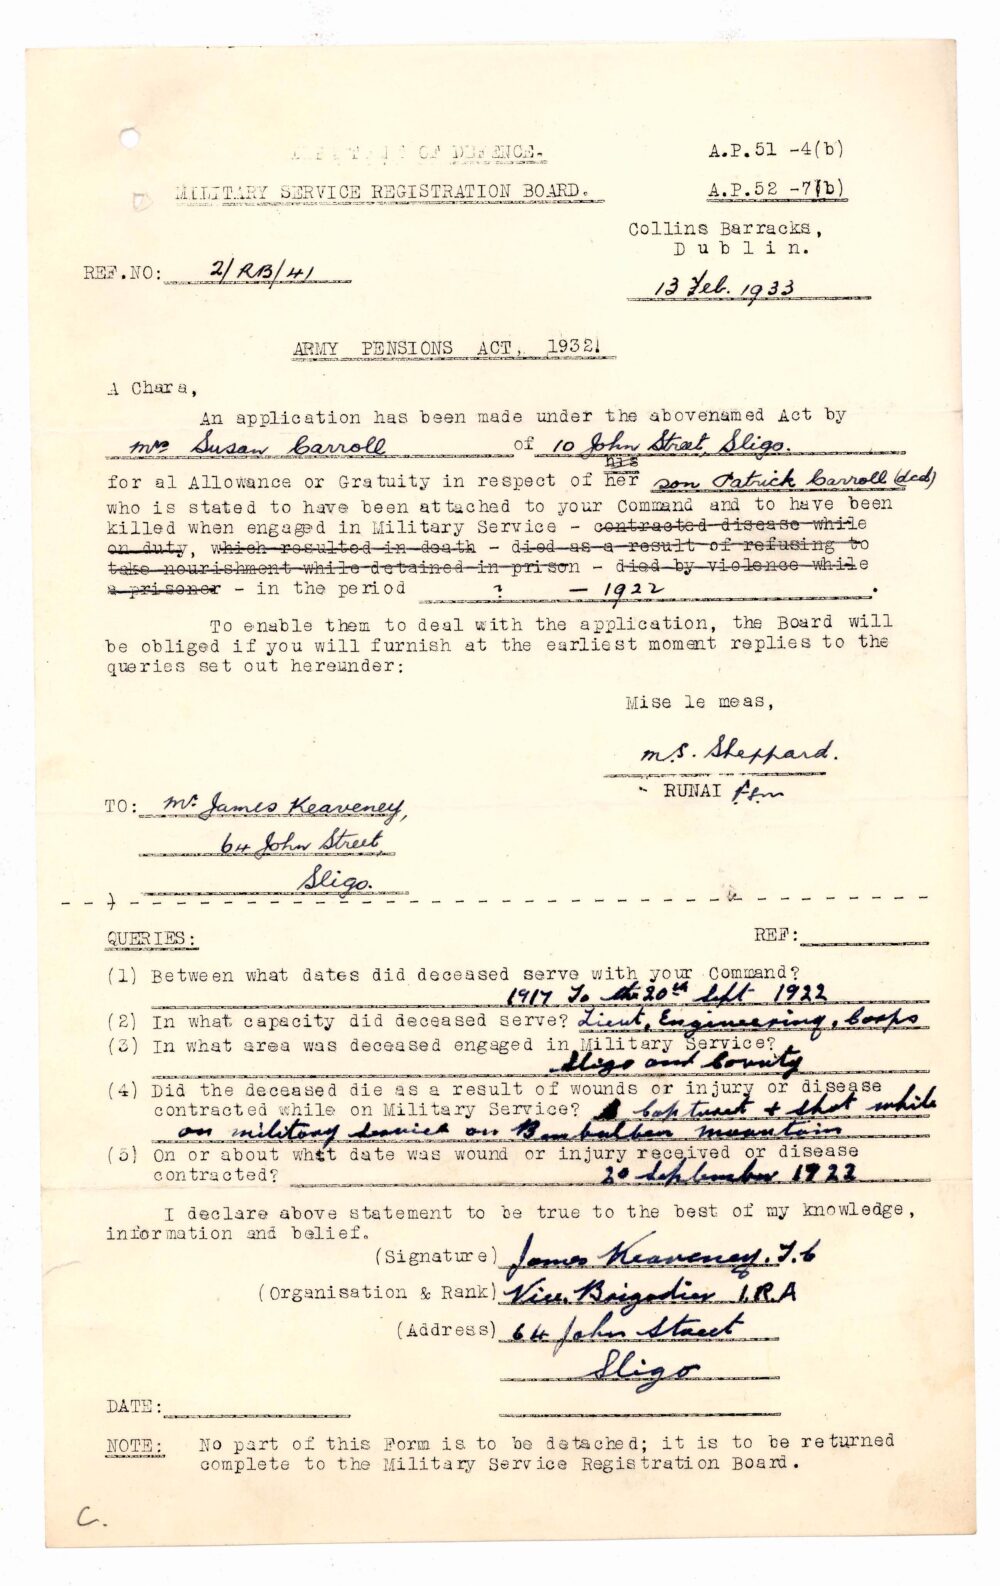 OF DEFENCE.
A.P.51 -4(b)
MILITARY SERVICE REGISTRATION BOARD.
A.P.52 -7(b)
Collins Barracks,
Dublin.
REF.NO: 2/RB/41
13 Feb. 1933
ARMY PENSIONS ACT, 1932.
A Chara,
An application has been made under the abovenamed Act by
Mrs Susan Carroll of 10 John Street, Sligo.
his
for al Allowance or Gratuity in respect of her son Patrick Carroll (decd)
who is stated to have been attached to your Command and to have been
killed when engaged in Military Service - contracted disease while
on duty, which resulted in death - died as a result of refusing to
take nourishment while detained in prison - died by violence while
a prisoner - in the period ? - 1922.
To enable them to deal with the application, the Board will
be obliged if you will furnish at the earliest moment replies to the
queries set out hereunder:
Mise le meas,
M.S. Sheppard.
RUNAI
TO: Mr James Keaveney,
64 John Street,
Sligo.
QUERIES:
REF:
(1) Between what dates did deceased serve with your Command?
1917 To the 20th Sept 1922
(2) In what capacity did deceased serve? Lieut, Engineering, Corps
(3) In what area was deceased engaged in Military Service?
Sligo and County
(4) Did the deceased die as a result of wounds or injury or disease
contracted while on Military Service? Captured & Shot while
on military service on Benbulben mountain
(5) On or about what date was wound or injury received or disease
contracted? 20 September 1922
I declare above statement to be true to the best of my knowledge,
information and belief.
(Signature) James Keaveney. T.C
(Organisation & Rank) Vice. Brigadier I.R.A
(Address) 64 John Street
Sligo
DATE:
NOTE: No part of this Form is to be detached; it is to be returned
complete to the Military Service Registration Board.
C.